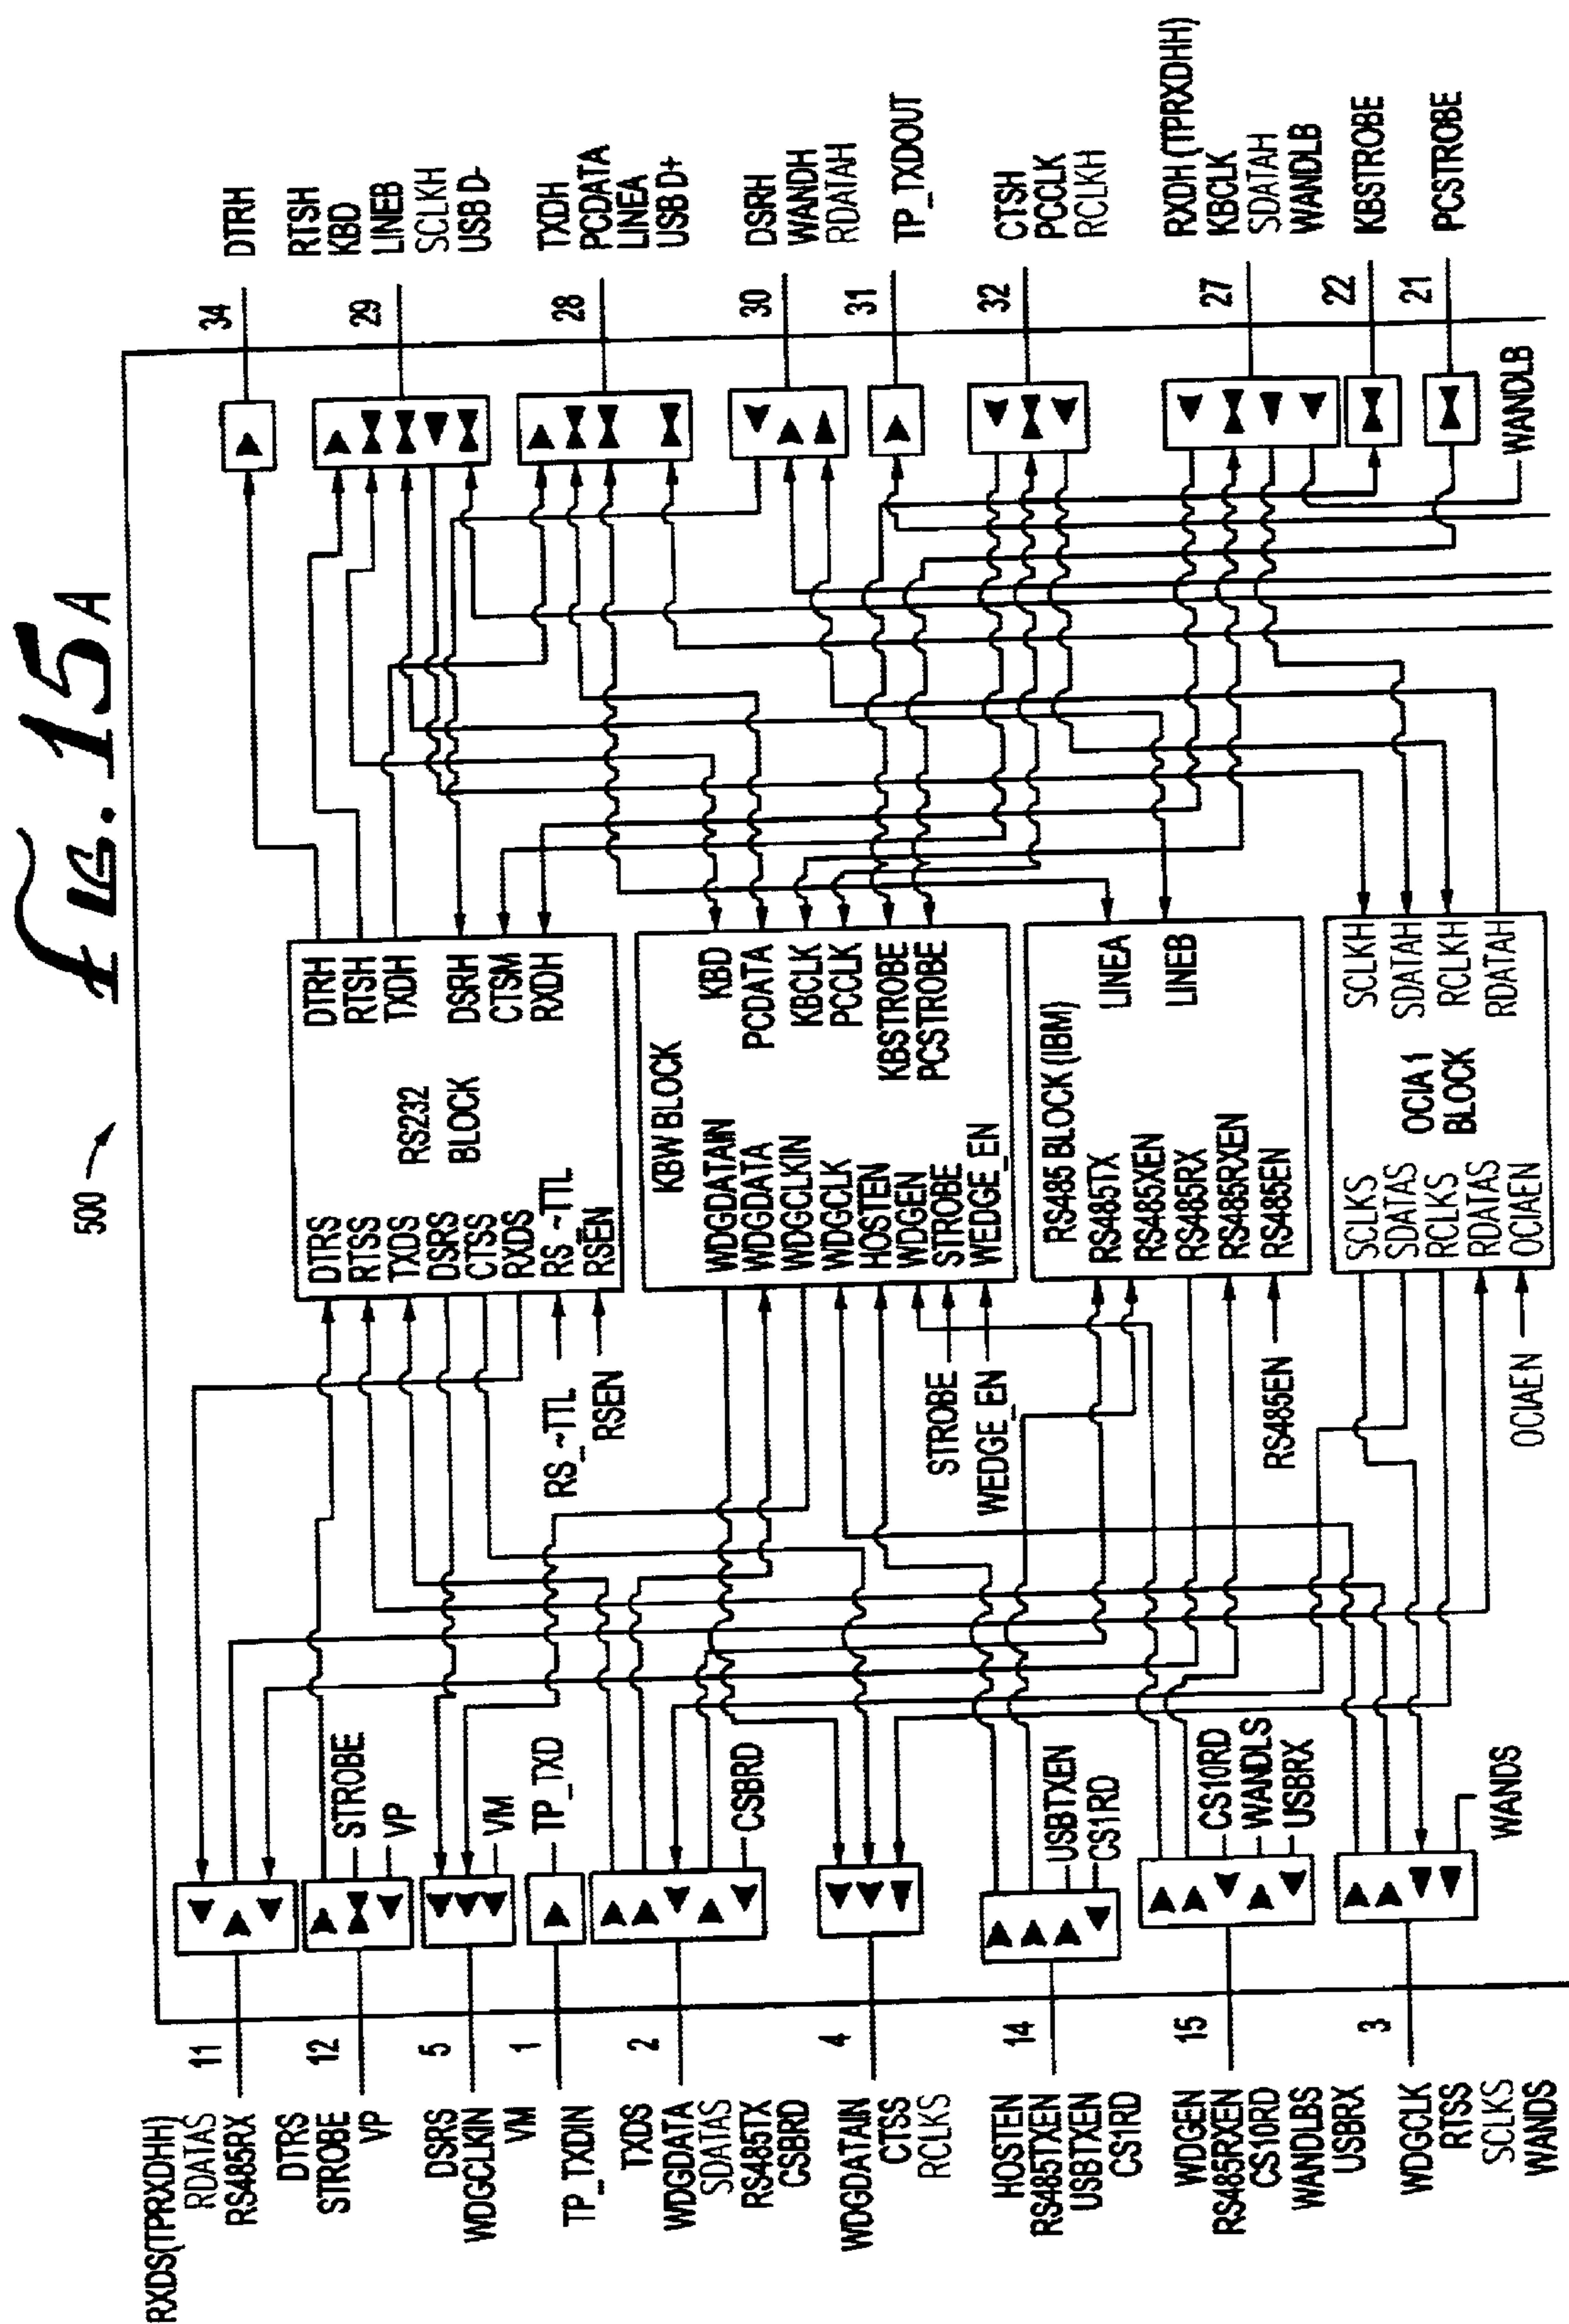 FIG. 15A
500
RXDS(TPRXDHH)
RDATAS
RS485RX
11
DTRS
STROBE
VP
12
DSRS
WDGCLKIN
VM
5
TP_TXDIN
1
TXDS
WDGDATA
SDATAS
RS485TX
CSBRD
2
WDGDATAIN
CTSS
RCLKS
4
HOSTEN
RS485TXEN
USBTXEN
CS1RD
14
WDGEN
RS485RXEN
CS10RD
WANDLBS
USBRX
15
WDGCLK
RTSS
SCLKS
WANDS
3
STROBE
VP
VM
TP_TXD
CSBRD
USBTXEN
CS1RD
CS10RD
WANDLS
USBRX
WANDS
RS_~TTL
RSEN
STROBE
WEDGE_EN
RS485EN
OCIAEN
DTRS
RTSS
TXDS
DSRS
CTSS
RXDS
RS_~TTL
RSEN
RS232
BLOCK
DTRH
RTSH
TXDH
DSRH
CTSM
RXDH
KBW BLOCK
WDGDATAIN
WDGDATA
WDGCLKIN
WDGCLK
HOSTEN
WDGEN
STROBE
WEDGE_EN
KBD
PCDATA
KBCLK
PCCLK
KBSTROBE
PCSTROBE
RS485 BLOCK (IBM)
RS485TX
RS485XEN
RS485RX
RS485RXEN
RS485EN
LINEA
LINEB
SCLKS
SDATAS
RCLKS
RDATAS
OCIAEN
OCIA 1
BLOCK
SCLKH
SDATAH
RCLKH
RDATAH
34
DTRH
29
RTSH
KBD
LINEB
SCLKH
USB D-
28
TXDH
PCDATA
LINEA
USB D+
30
DSRH
WANDH
RDATAH
31
TP_TXDOUT
32
CTSH
PCCLK
RCLKH
27
RXDH (TPRXDHH)
KBCLK
SDATAH
WANDLB
22
KBSTROBE
21
PCSTROBE
WANDLB